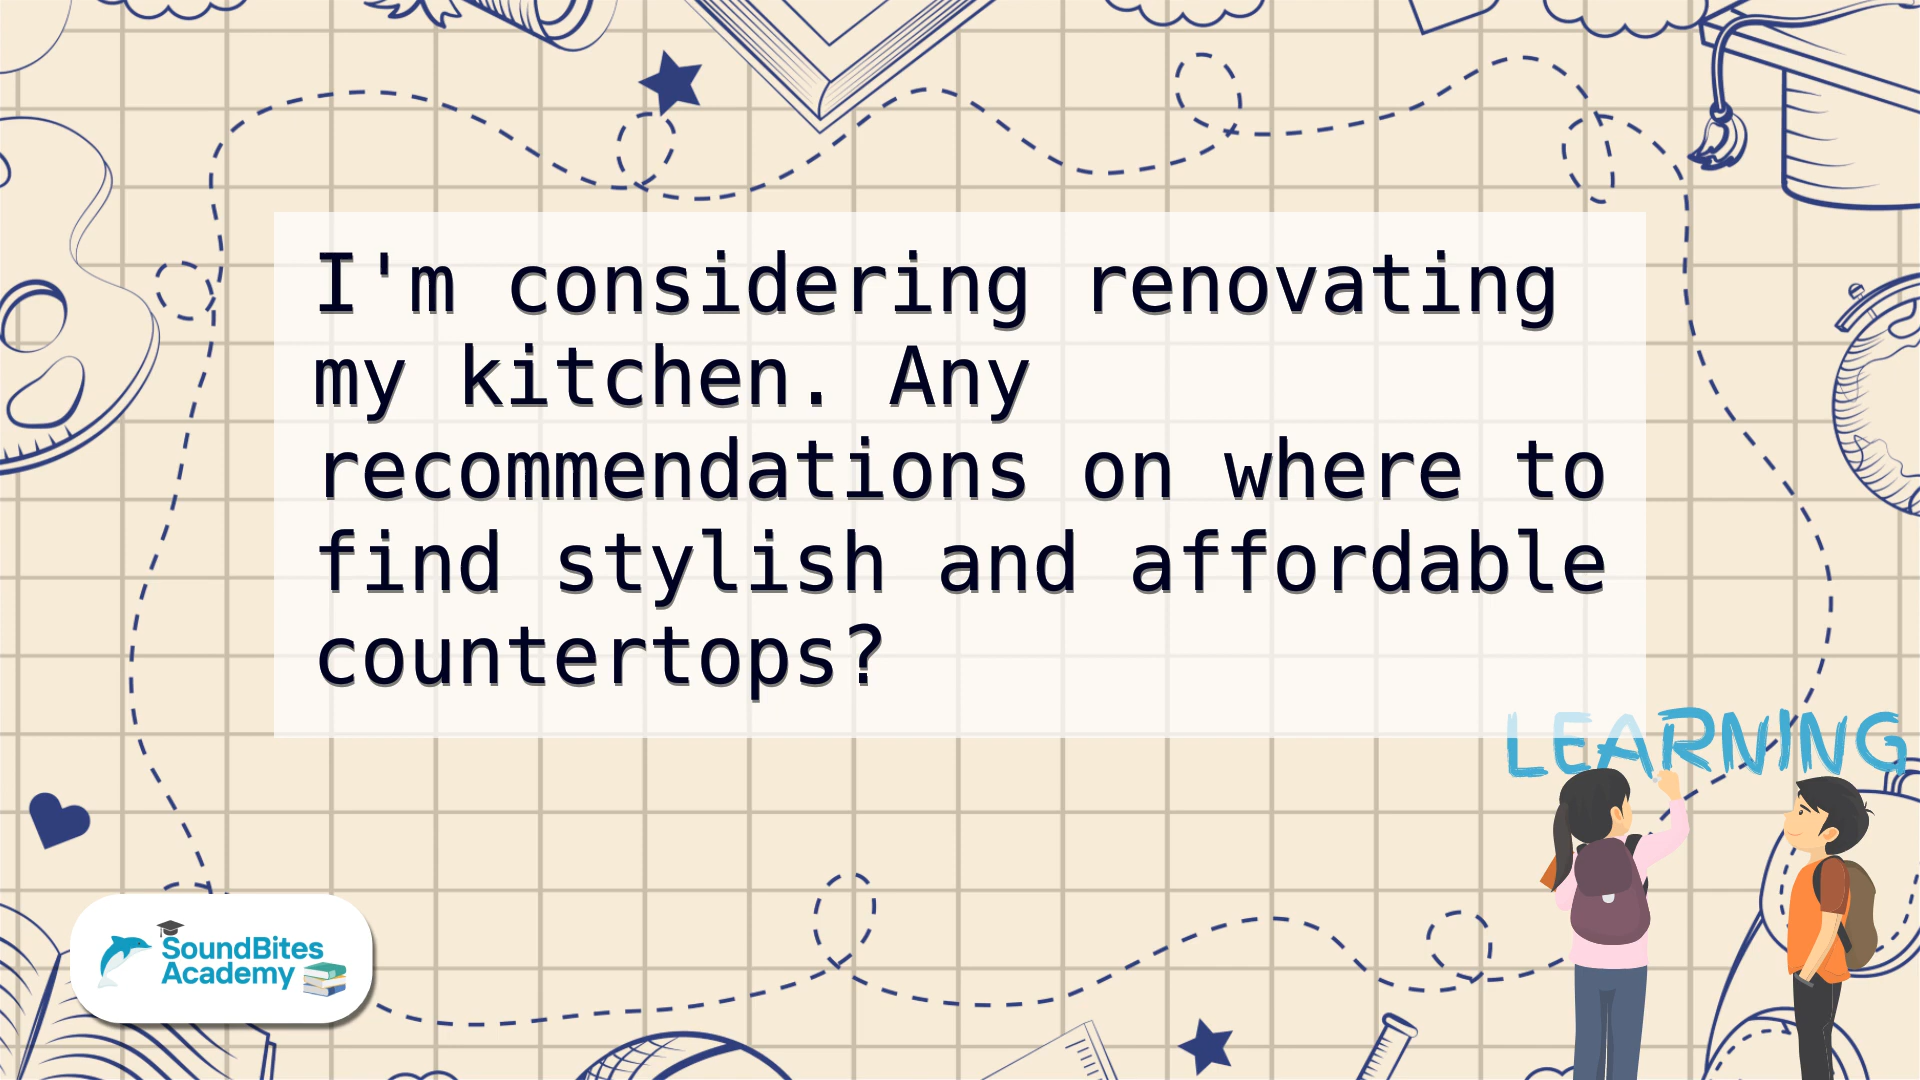 I'm considering renovating
my kitchen. Any
recommendations on where to
find stylish and affordable
countertops?
LEARNING
SoundBites
Academy